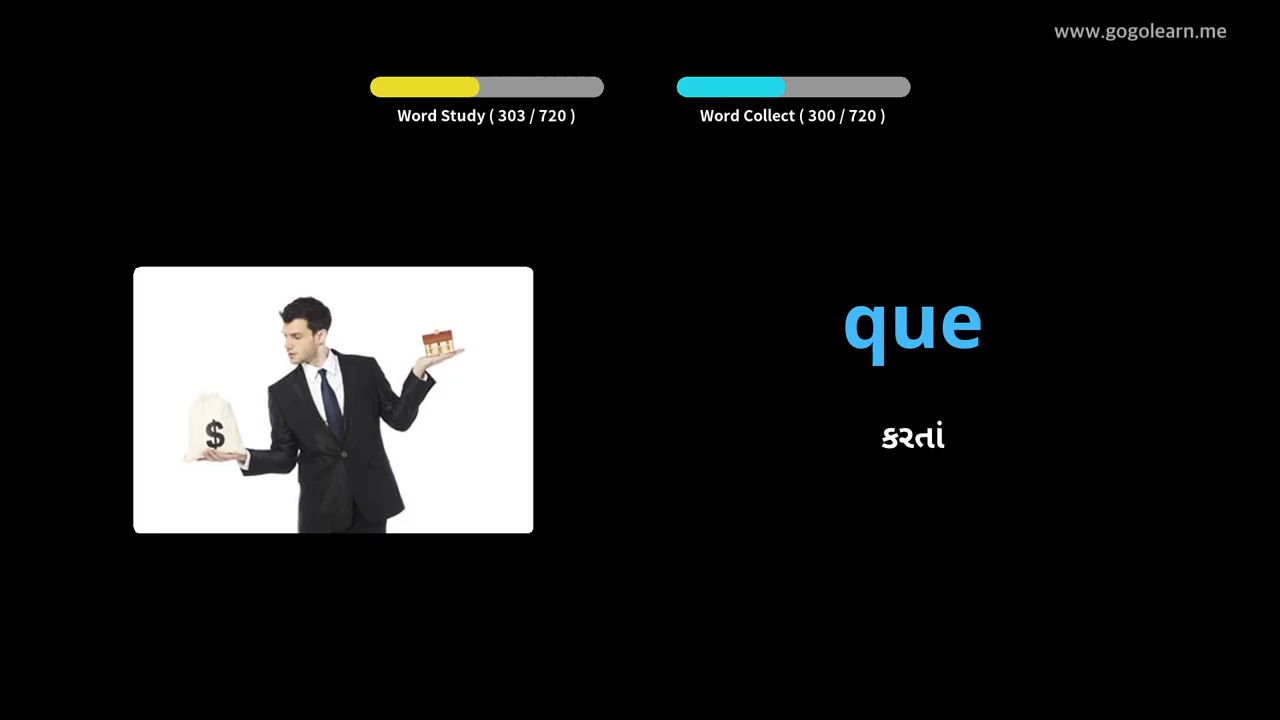 www.gogolearn.me
Word Study ( 303 / 720 )
Word Collect ( 300 / 720 )
$
que
કરતાં